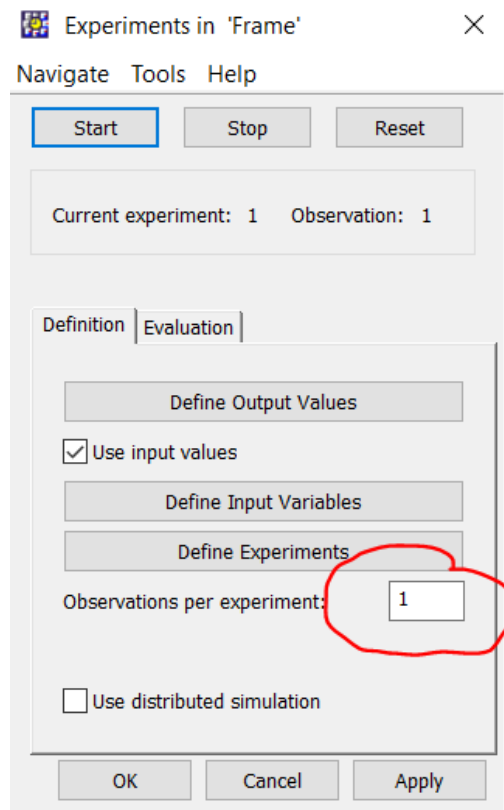 Experiments in 'Frame'
Navigate Tools Help
Start Stop Reset
Current experiment: 1 Observation: 1
Definition Evaluation
Define Output Values
Use input values
Define Input Variables
Define Experiments
Observations per experiment: 1
Use distributed simulation
OK Cancel Apply